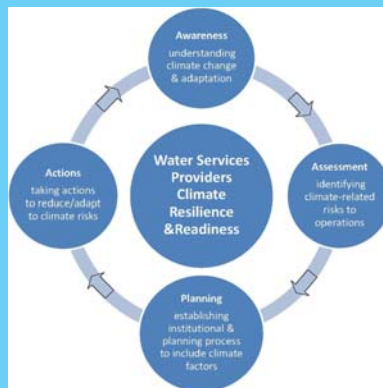 Awareness
understanding
climate change
& adaptation
Water Services
Providers
Climate
Resilience
&Readiness
Assessment
identifying
climate-related
risks to
operations
Planning
establishing
institutional &
planning process
to include climate
factors
Actions
taking actions
to reduce/adapt
to climate risks